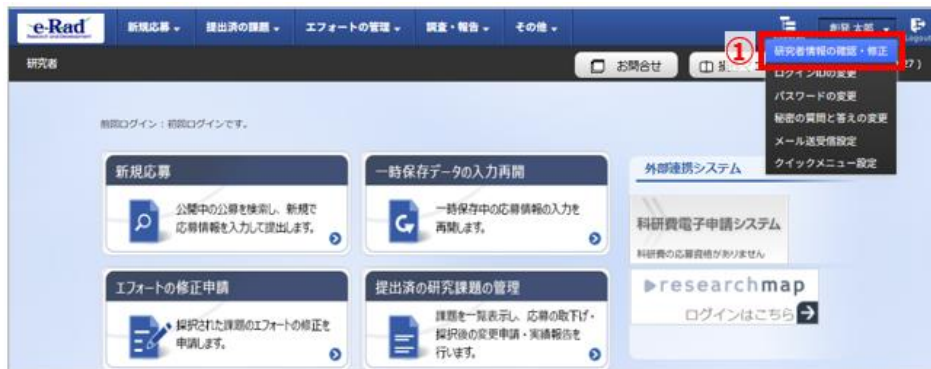 e-Rad
Research and Development
新規応募
提出済の課題
エフォートの管理
調査・報告
その他
創発 太郎
Logout
研究者
お問合せ
①
研究者情報の確認・修正
ログインIDの変更
パスワードの変更
秘密の質問と答えの変更
メール送受信設定
クイックメニュー設定
前回ログイン：初回ログインです。
新規応募
公開中の公募を検索し、新規で
応募情報を入力して提出します。
一時保存データの入力再開
一時保存中の応募情報の入力を
再開します。
エフォートの修正申請
採択された課題のエフォートの修正を
申請します。
提出済の研究課題の管理
課題を一覧表示し、応募の取下げ・
採択後の変更申請・実績報告を
行います。
外部連携システム
科研費電子申請システム
科研費の応募資格がありません
researchmap
ログインはこちら